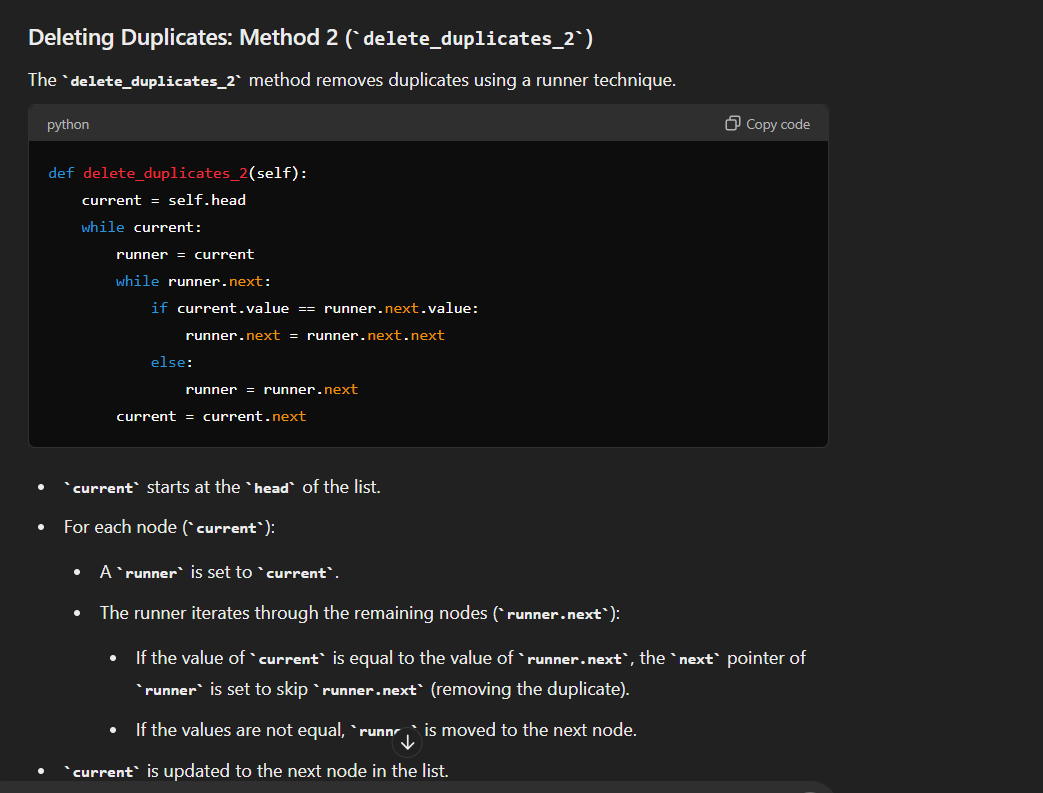 Deleting Duplicates: Method 2 (`delete_duplicates_2`)
The `delete_duplicates_2` method removes duplicates using a runner technique.
python
Copy code
def delete_duplicates_2(self):
    current = self.head
    while current:
        runner = current
        while runner.next:
            if current.value == runner.next.value:
                runner.next = runner.next.next
            else:
                runner = runner.next
        current = current.next
• `current` starts at the `head` of the list.
• For each node (`current`):
• A `runner` is set to `current`.
• The runner iterates through the remaining nodes (`runner.next`):
• If the value of `current` is equal to the value of `runner.next`, the `next` pointer of
`runner` is set to skip `runner.next` (removing the duplicate).
• If the values are not equal, `runner` is moved to the next node.
• `current` is updated to the next node in the list.